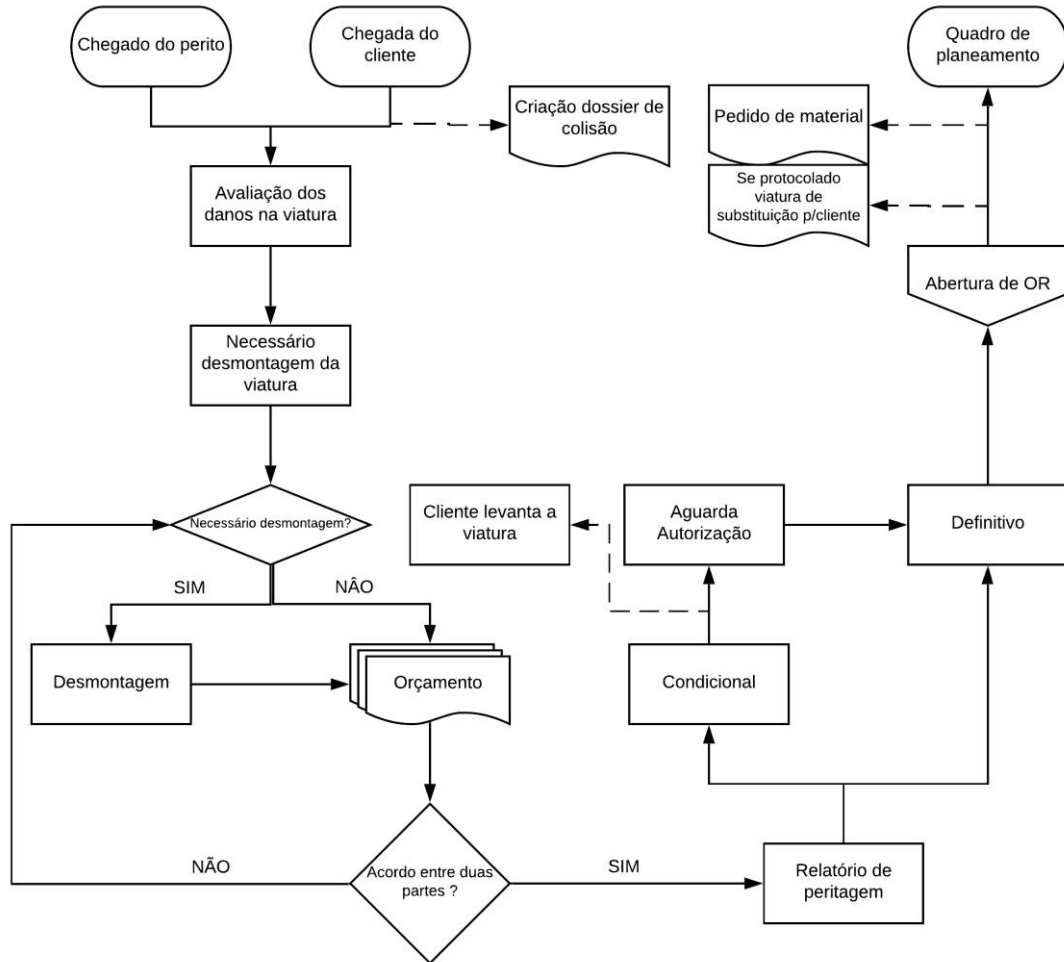 Chegado do perito
Chegada do
cliente
Quadro de
planeamento
Criação dossier de
colisão
Pedido de material
Se protocolado
viatura de
substituição p/cliente
Avaliação dos
danos na viatura
Abertura de OR
Necessário
desmontagem da
viatura
Necessário desmontagem?
Cliente levanta a
viatura
Aguarda
Autorização
Definitivo
SIM
NÂO
Desmontagem
Orçamento
Condicional
NÃO
Acordo entre duas
partes ?
SIM
Relatório de
peritagem